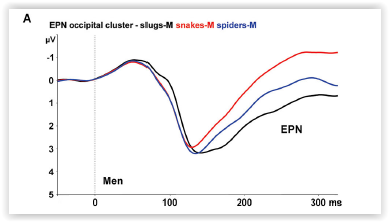 A
EPN occipital cluster - slugs-M snakes-M spiders-M
µV
-1
0
1
2
3
4
5
EPN
Men
0 100 200 300 ms